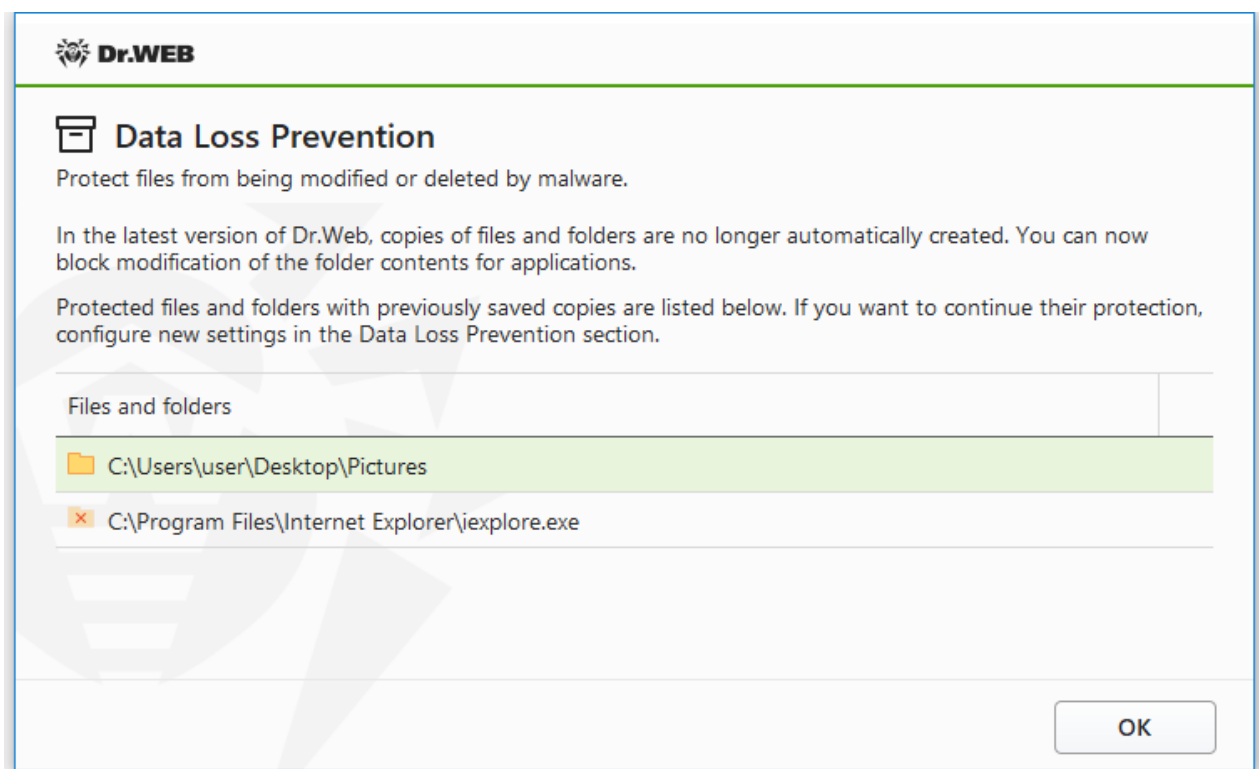 Dr.WEB
Data Loss Prevention
Protect files from being modified or deleted by malware.
In the latest version of Dr.Web, copies of files and folders are no longer automatically created. You can now
block modification of the folder contents for applications.
Protected files and folders with previously saved copies are listed below. If you want to continue their protection,
configure new settings in the Data Loss Prevention section.
Files and folders
C:\Users\user\Desktop\Pictures
C:\Program Files\Internet Explorer\iexplore.exe
OK